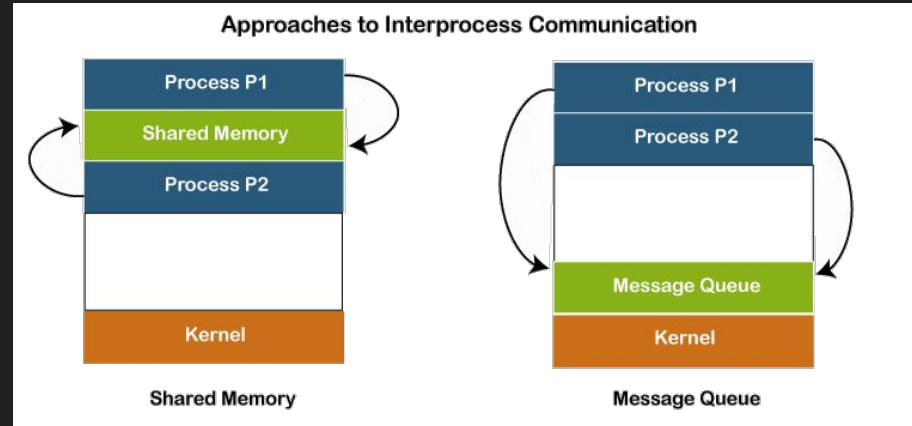 Approaches to Interprocess Communication
Process P1
Shared Memory
Process P2
Kernel
Shared Memory
Process P1
Process P2
Message Queue
Kernel
Message Queue